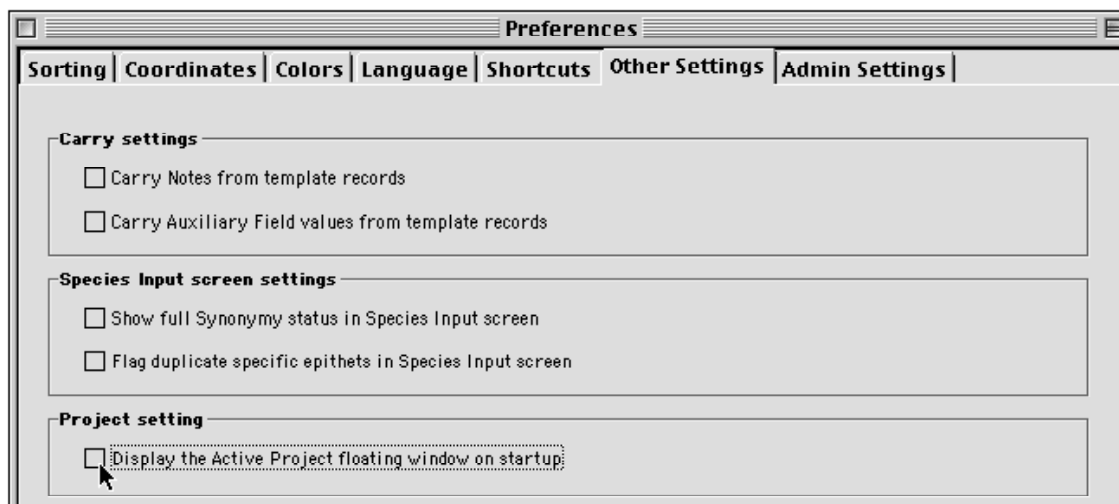 Preferences
Sorting Coordinates Colors Language Shortcuts Other Settings Admin Settings
Carry settings
Carry Notes from template records
Carry Auxiliary Field values from template records
Species Input screen settings
Show full Synonymy status in Species Input screen
Flag duplicate specific epithets in Species Input screen
Project setting
Display the Active Project floating window on startup